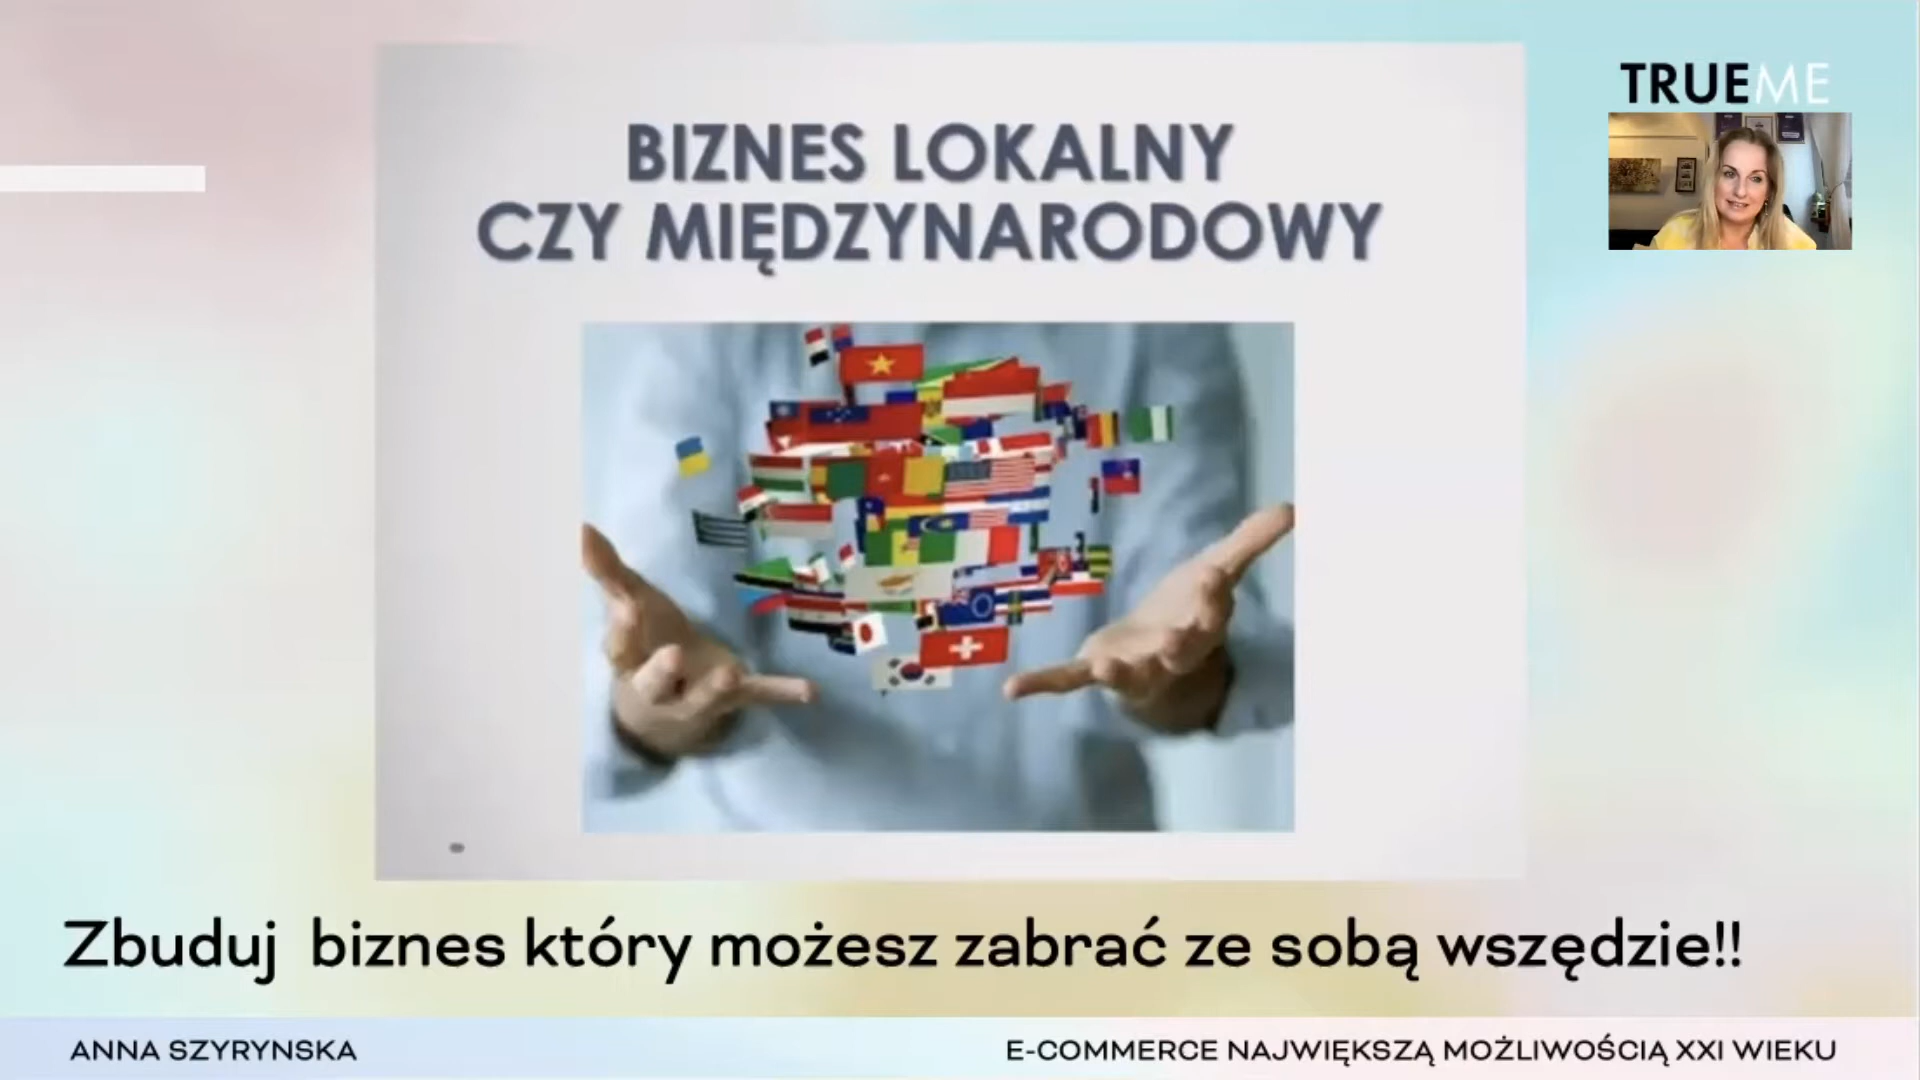 TRUEME
BIZNES LOKALNY
CZY MIĘDZYNARODOWY
Zbuduj biznes który możesz zabrać ze sobą wszędzie!!
ANNA SZYRYNSKA
E-COMMERCE NAJWIĘKSZĄ MOŻLIWOŚCIĄ XXI WIEKU